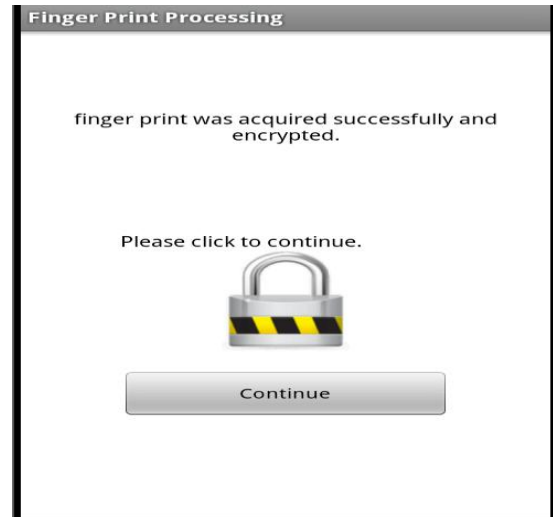 Finger Print Processing
finger print was acquired successfully and
encrypted.
Please click to continue.
Continue